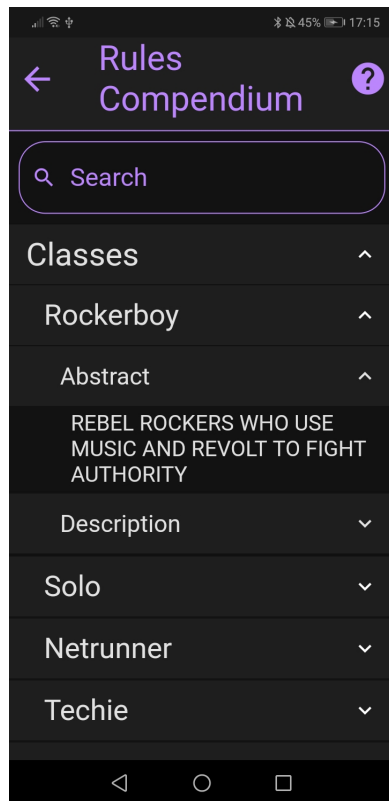 45% 17:15
Rules
Compendium
?
Search
Classes
Rockerboy
Abstract
REBEL ROCKERS WHO USE
MUSIC AND REVOLT TO FIGHT
AUTHORITY
Description
Solo
Netrunner
Techie